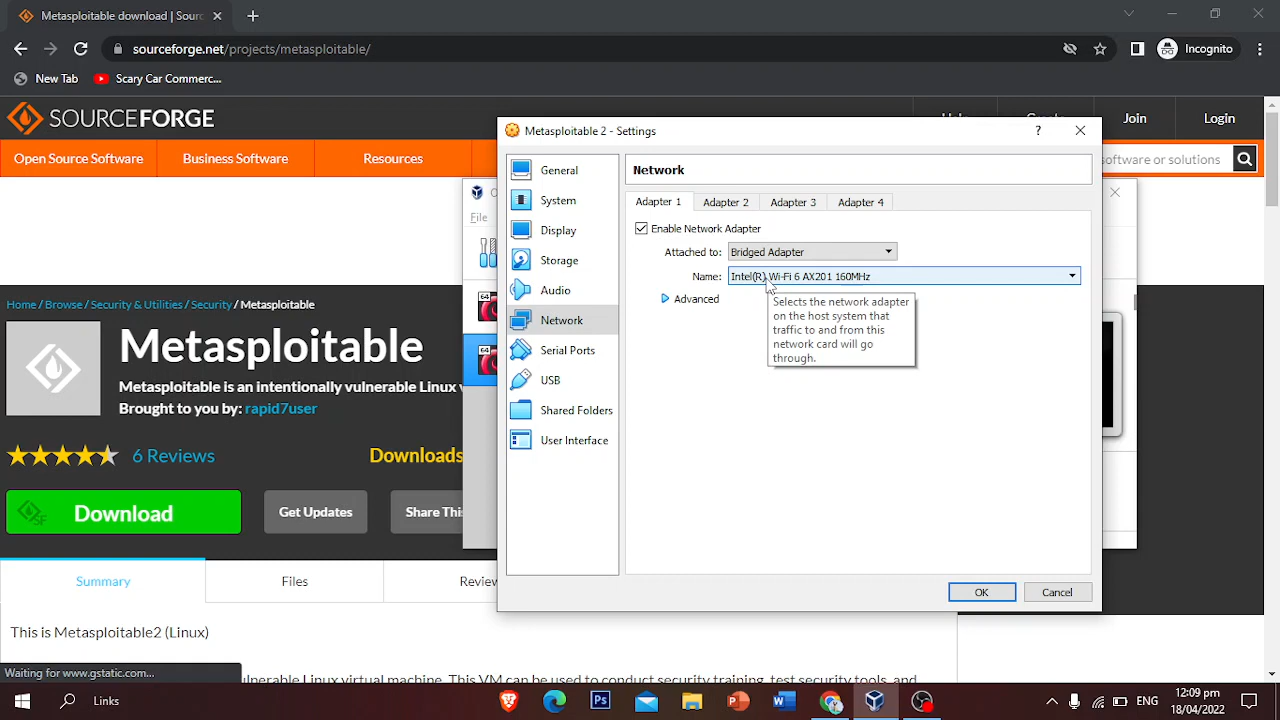 Metasploitable download | Sourc
sourceforge.net/projects/metasploitable/
Incognito
New Tab
Scary Car Commerc...
SOURCEFORGE
Join
Login
Open Source Software
Business Software
Resources
software or solutions
Home / Browse / Security & Utilities / Security / Metasploitable
Metasploitable
Metasploitable is an intentionally vulnerable Linux v
Brought to you by: rapid7user
6 Reviews
Downloads
Download
Get Updates
Share This
Summary
Files
Review
This is Metasploitable2 (Linux)
ulnerable Linux virtual machine. This VM can be used to conduct security training, test security tools, and
Waiting for www.gstatic.com...
File
64
64
Metasploitable 2 - Settings
?
General
System
Display
Storage
Audio
Network
Serial Ports
USB
Shared Folders
User Interface
Network
Adapter 1
Adapter 2
Adapter 3
Adapter 4
Enable Network Adapter
Attached to:
Bridged Adapter
Name:
Intel(R) Wi-Fi 6 AX201 160MHz
Advanced
Selects the network adapter
on the host system that
traffic to and from this
network card will go
through.
OK
Cancel
Links
ENG
12:09 pm
18/04/2022